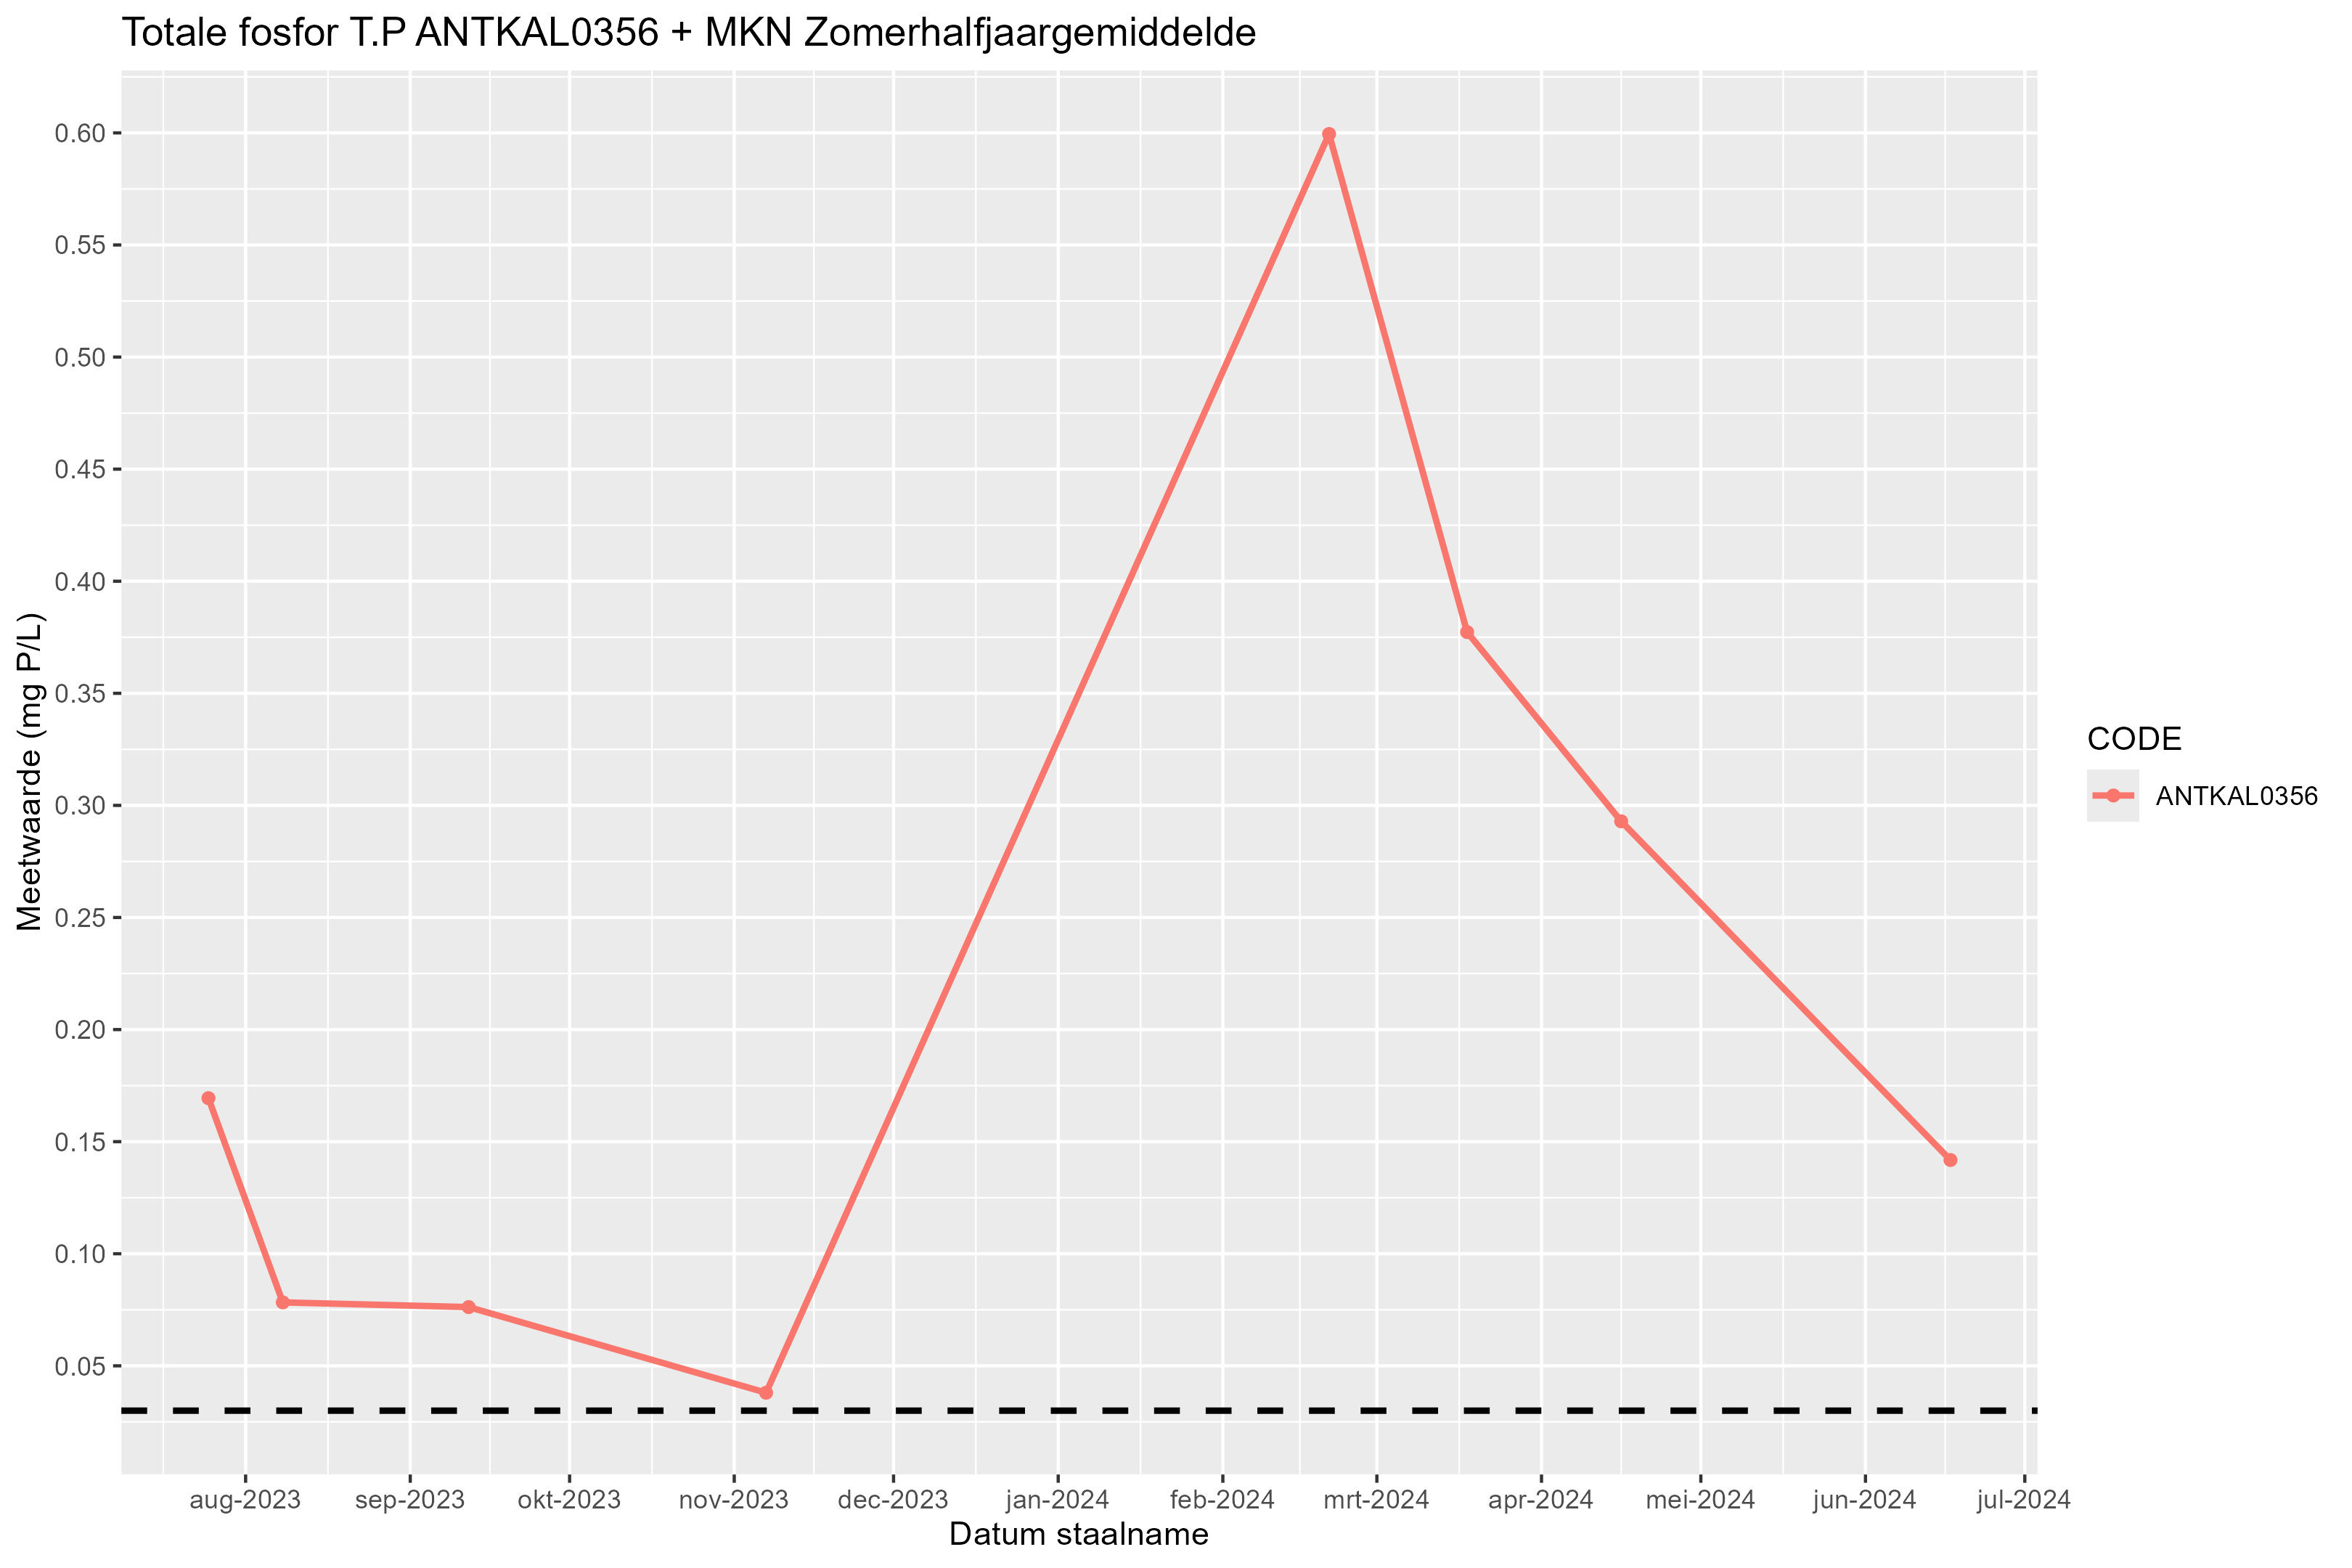 Totale fosfor T.P ANTKAL0356 + MKN Zomerhalfjaargemiddelde
Meetwaarde (mg P/L)
0.60
0.55
0.50
0.45
0.40
0.35
0.30
0.25
0.20
0.15
0.10
0.05
aug-2023 sep-2023 okt-2023 nov-2023 dec-2023 jan-2024 feb-2024 mrt-2024 apr-2024 mei-2024 jun-2024 jul-2024
Datum staalname
CODE
ANTKAL0356